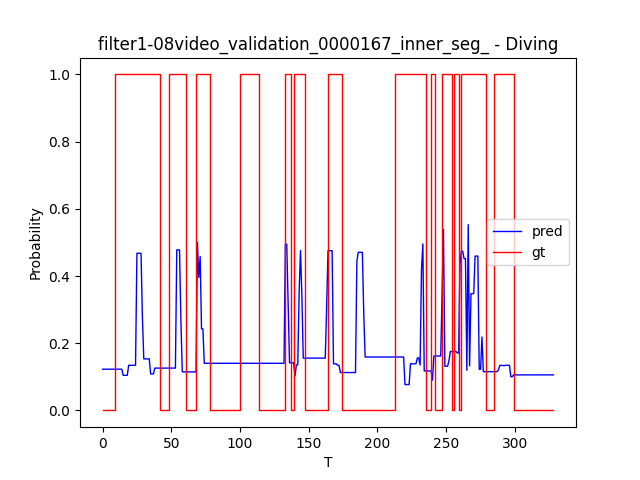 filter1-08video_validation_0000167_inner_seg_ - Diving
1.0
0.8
0.6
0.4
0.2
0.0
Probability
pred
gt
0 50 100 150 200 250 300
T